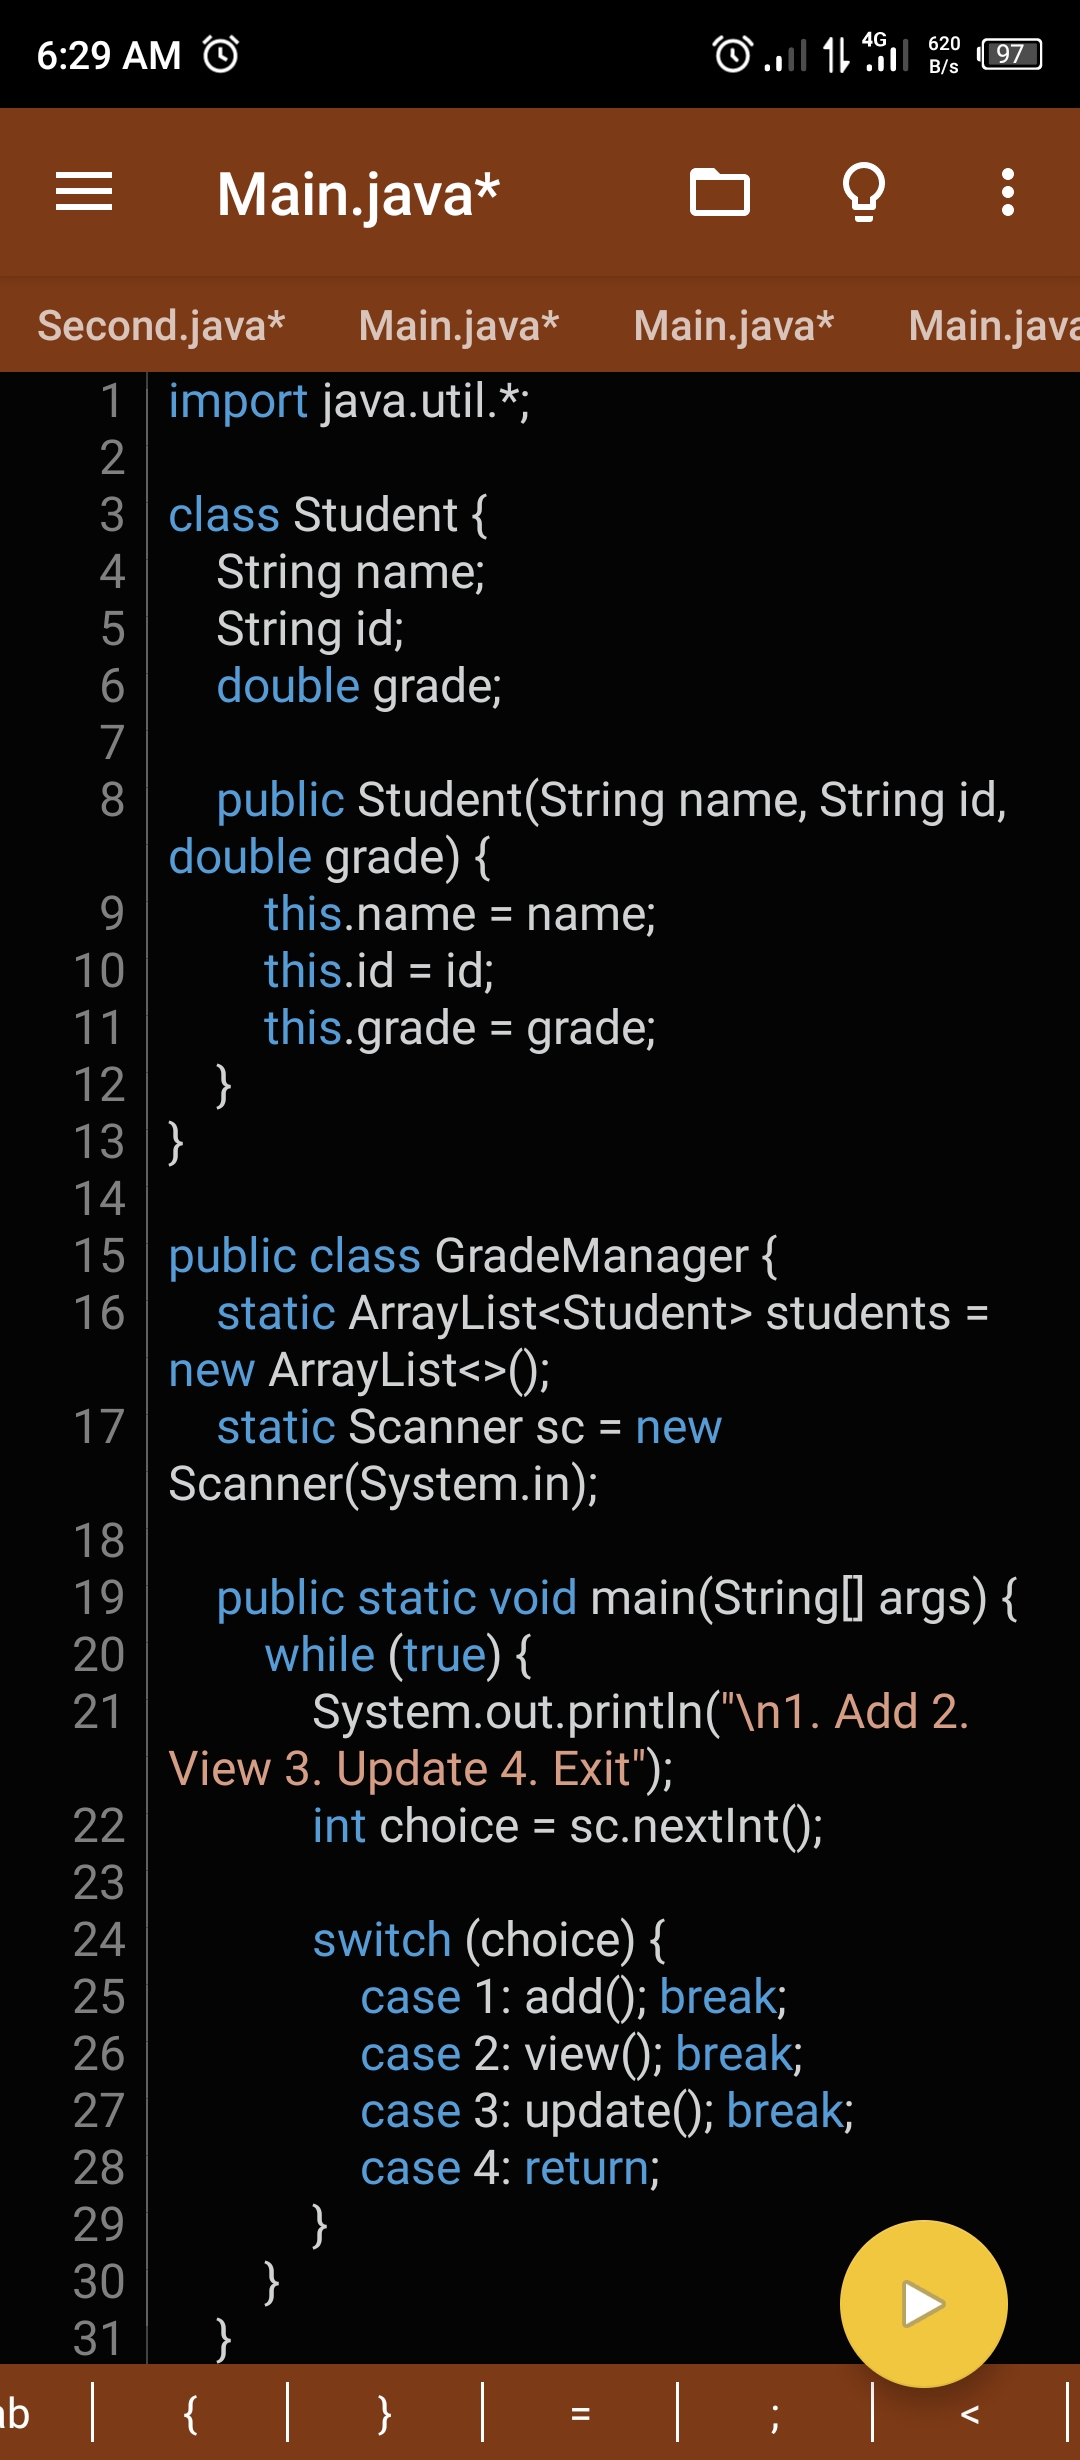 6:29 AM
4G 620 B/s 97
Main.java*
Second.java* Main.java* Main.java* Main.java
1 import java.util.*;
2
3 class Student {
4 String name;
5 String id;
6 double grade;
7
8 public Student(String name, String id,
double grade) {
9 this.name = name;
10 this.id = id;
11 this.grade = grade;
12 }
13 }
14
15 public class GradeManager {
16 static ArrayList<Student> students =
new ArrayList<>();
17 static Scanner sc = new
Scanner(System.in);
18
19 public static void main(String[] args) {
20 while (true) {
21 System.out.println("\n1. Add 2.
View 3. Update 4. Exit");
22 int choice = sc.nextInt();
23
24 switch (choice) {
25 case 1: add(); break;
26 case 2: view(); break;
27 case 3: update(); break;
28 case 4: return;
29 }
30 }
31 }
ab { } = ; <